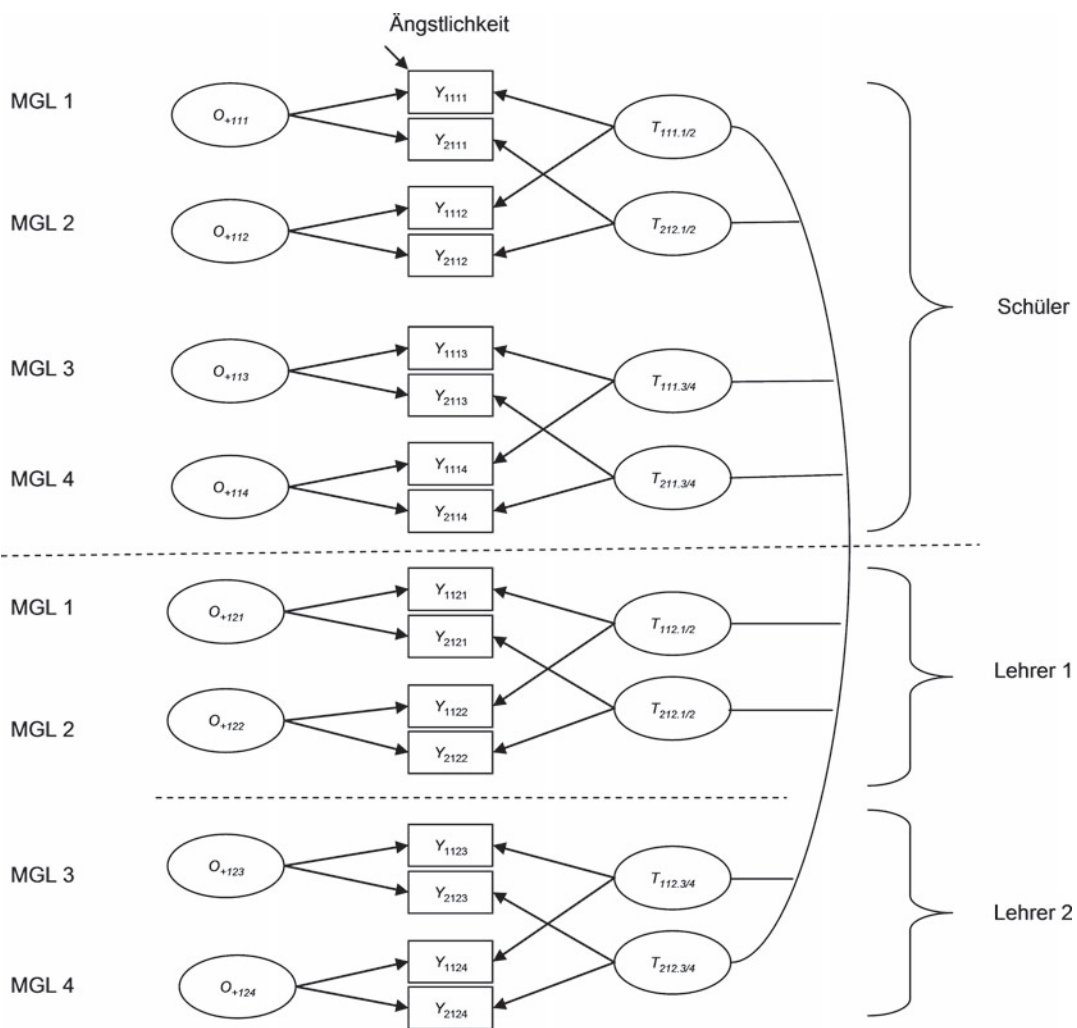 Ängstlichkeit
MGL 1
O+111
Y1111
Y2111
T111.1/2
MGL 2
O+112
Y1112
Y2112
T212.1/2
MGL 3
O+113
Y1113
Y2113
T111.3/4
MGL 4
O+114
Y1114
Y2114
T211.3/4
Schüler
MGL 1
O+121
Y1121
Y2121
T112.1/2
MGL 2
O+122
Y1122
Y2122
T212.1/2
Lehrer 1
MGL 3
O+123
Y1123
Y2123
T112.3/4
MGL 4
O+124
Y1124
Y2124
T212.3/4
Lehrer 2